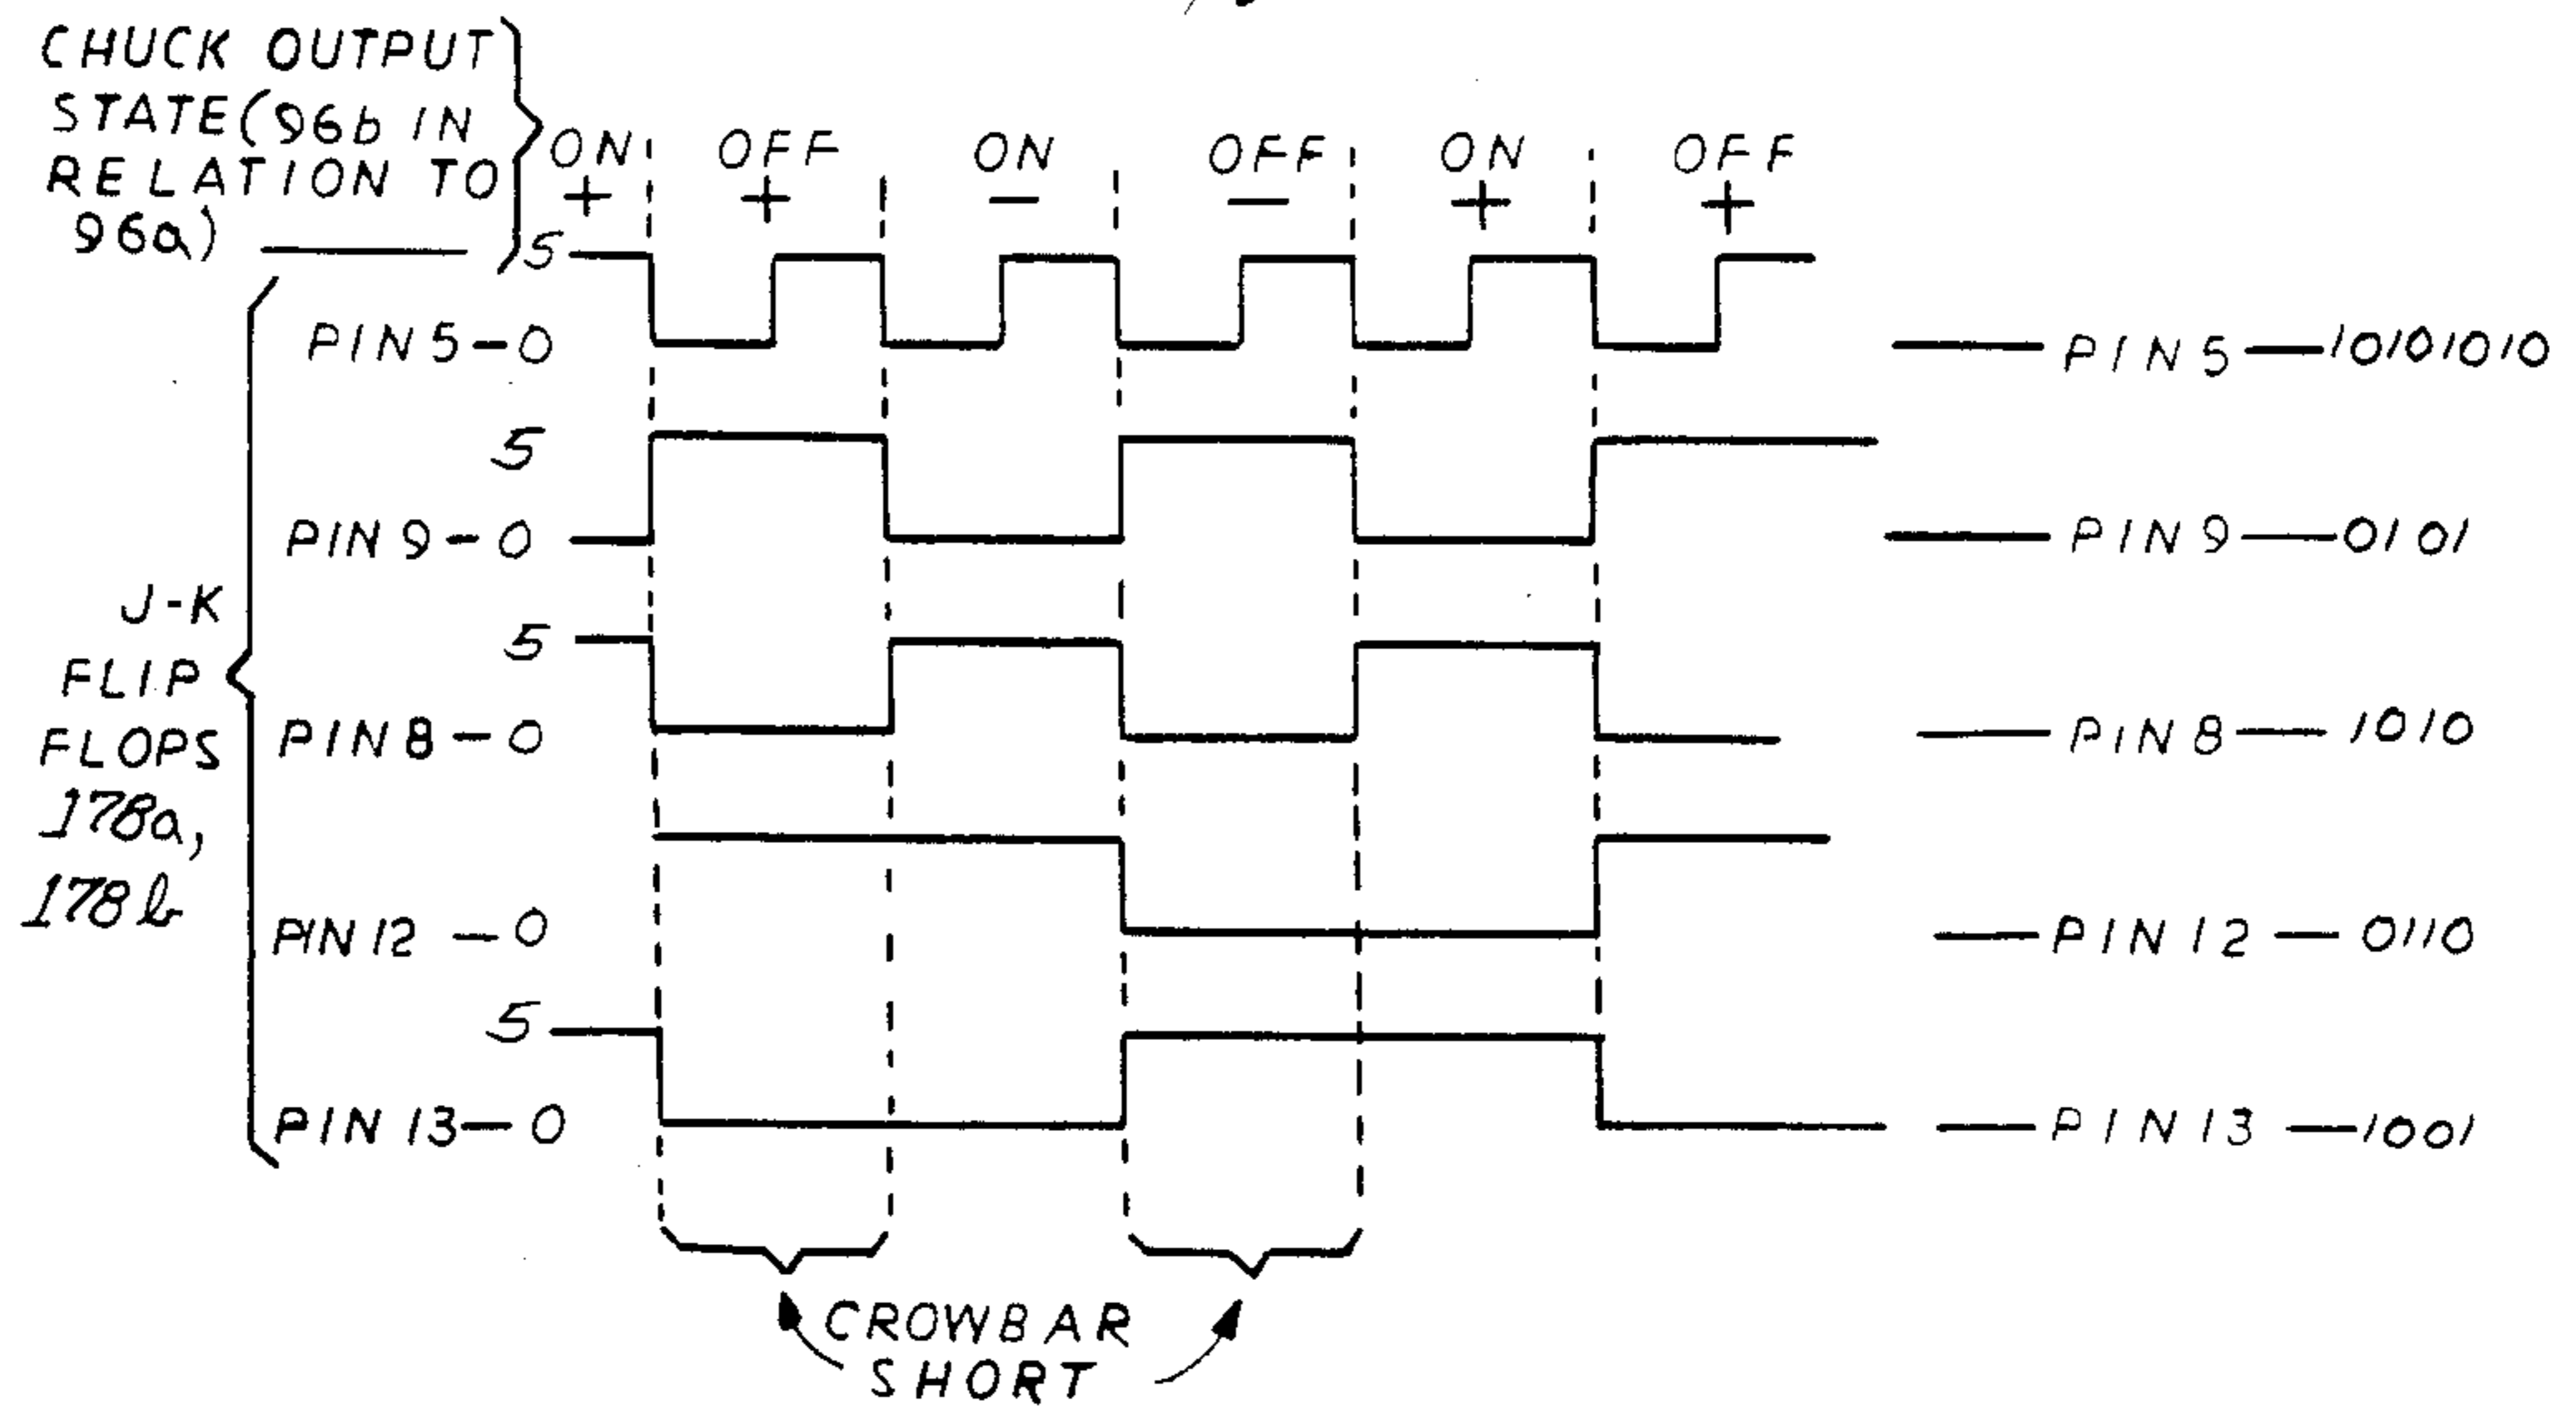 CHUCK OUTPUT
STATE (96b IN
RELATION TO
96a)
ON OFF ON OFF ON OFF
+ + − − + +
5
PIN 5 − 0
PIN 5 — 10101010
5
PIN 9 − 0
PIN 9 — 0101
5
PIN 8 − 0
PIN 8 — 1010
J-K
FLIP
FLOPS
178a,
178b
PIN 12 − 0
PIN 12 — 0110
5
PIN 13 — 0
PIN 13 — 1001
CROWBAR
SHORT